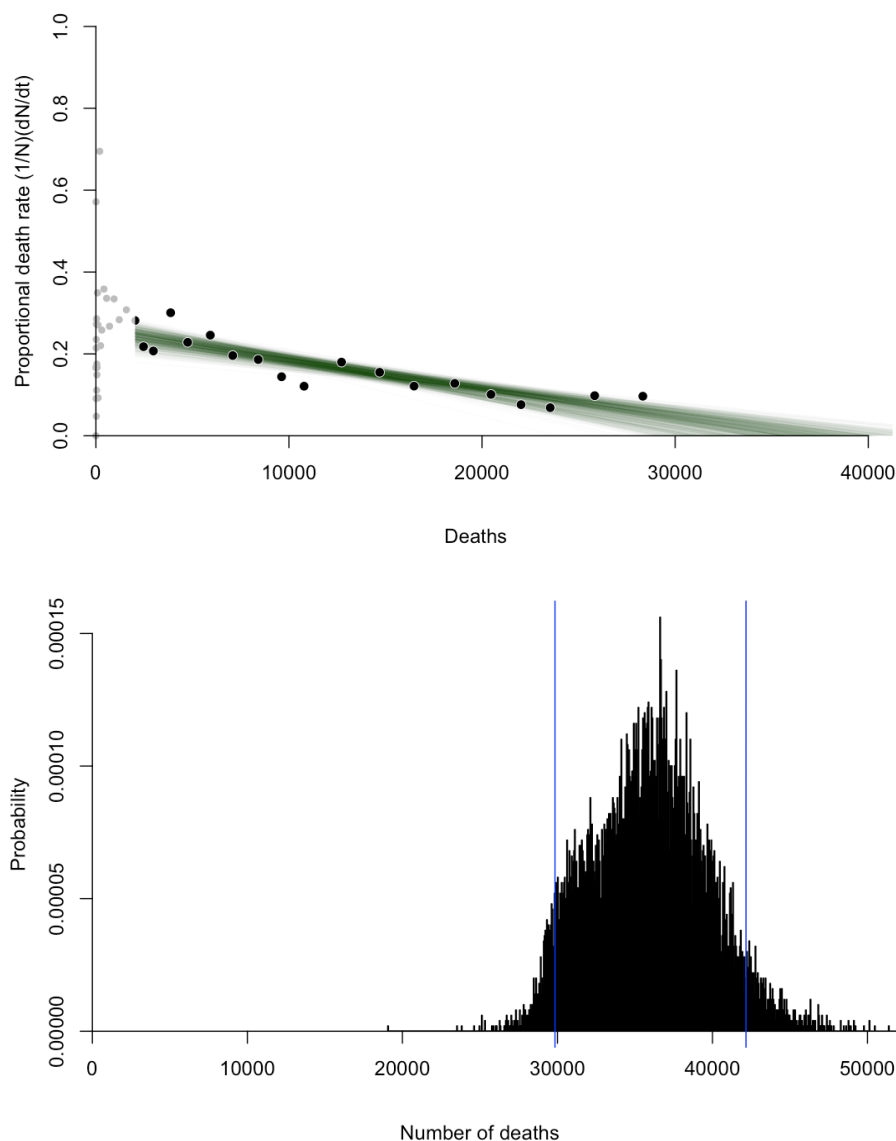 Proportional death rate (1/N)(dN/dt)
1.0
0.8
0.6
0.4
0.2
0.0
0 10000 20000 30000 40000
Deaths
Probability
0.00015
0.00010
0.00005
0.00000
0 10000 20000 30000 40000 50000
Number of deaths